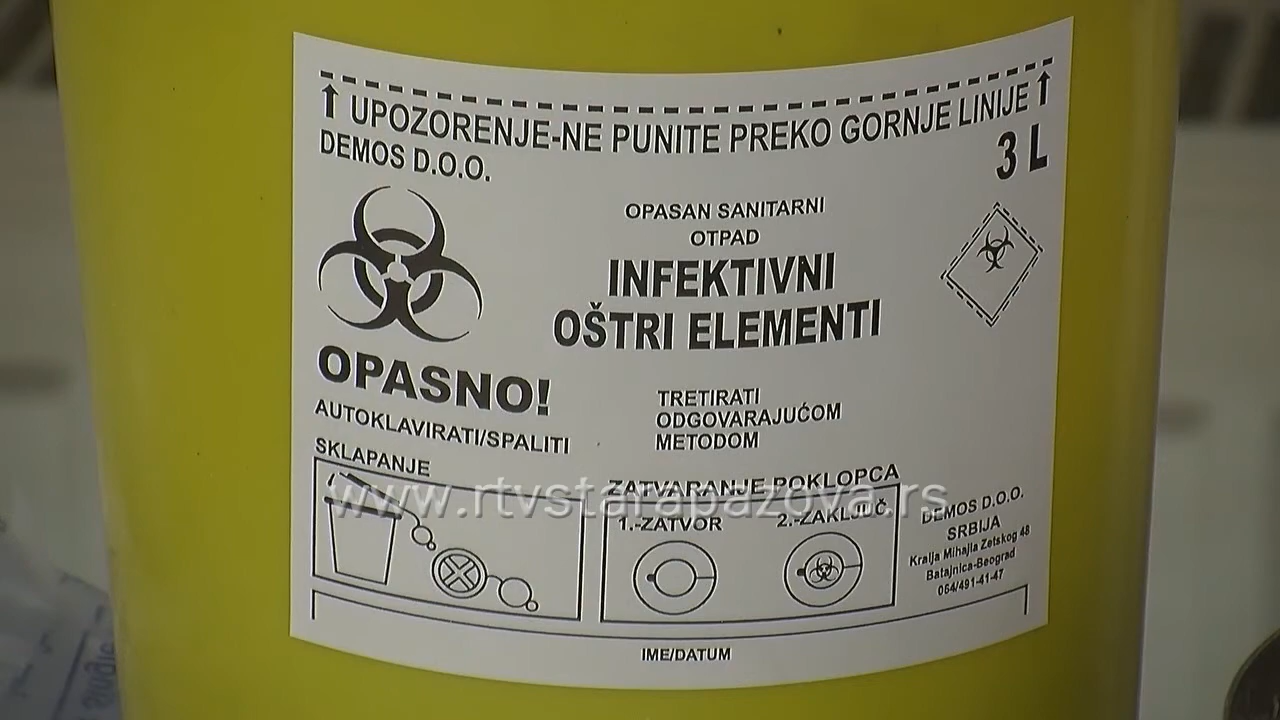 ↑ UPOZORENJE-NE PUNITE PREKO GORNJE LINIJE ↑
DEMOS D.O.O.
3 L
OPASAN SANITARNI
OTPAD
INFEKTIVNI
OŠTRI ELEMENTI
OPASNO!
AUTOKLAVIRATI/SPALITI
TRETIRATI
ODGOVARAJUĆOM
METODOM
SKLAPANJE
ZATVARANJE POKLOPCA
www.rtvstarapazova.rs
1.-ZATVOR
2.-ZAKLJUČ
DEMOS D.O.O.
SRBIJA
Kralja Mihajla Zetskog 48
Batajnica-Beograd
064/491-41-47
IME/DATUM